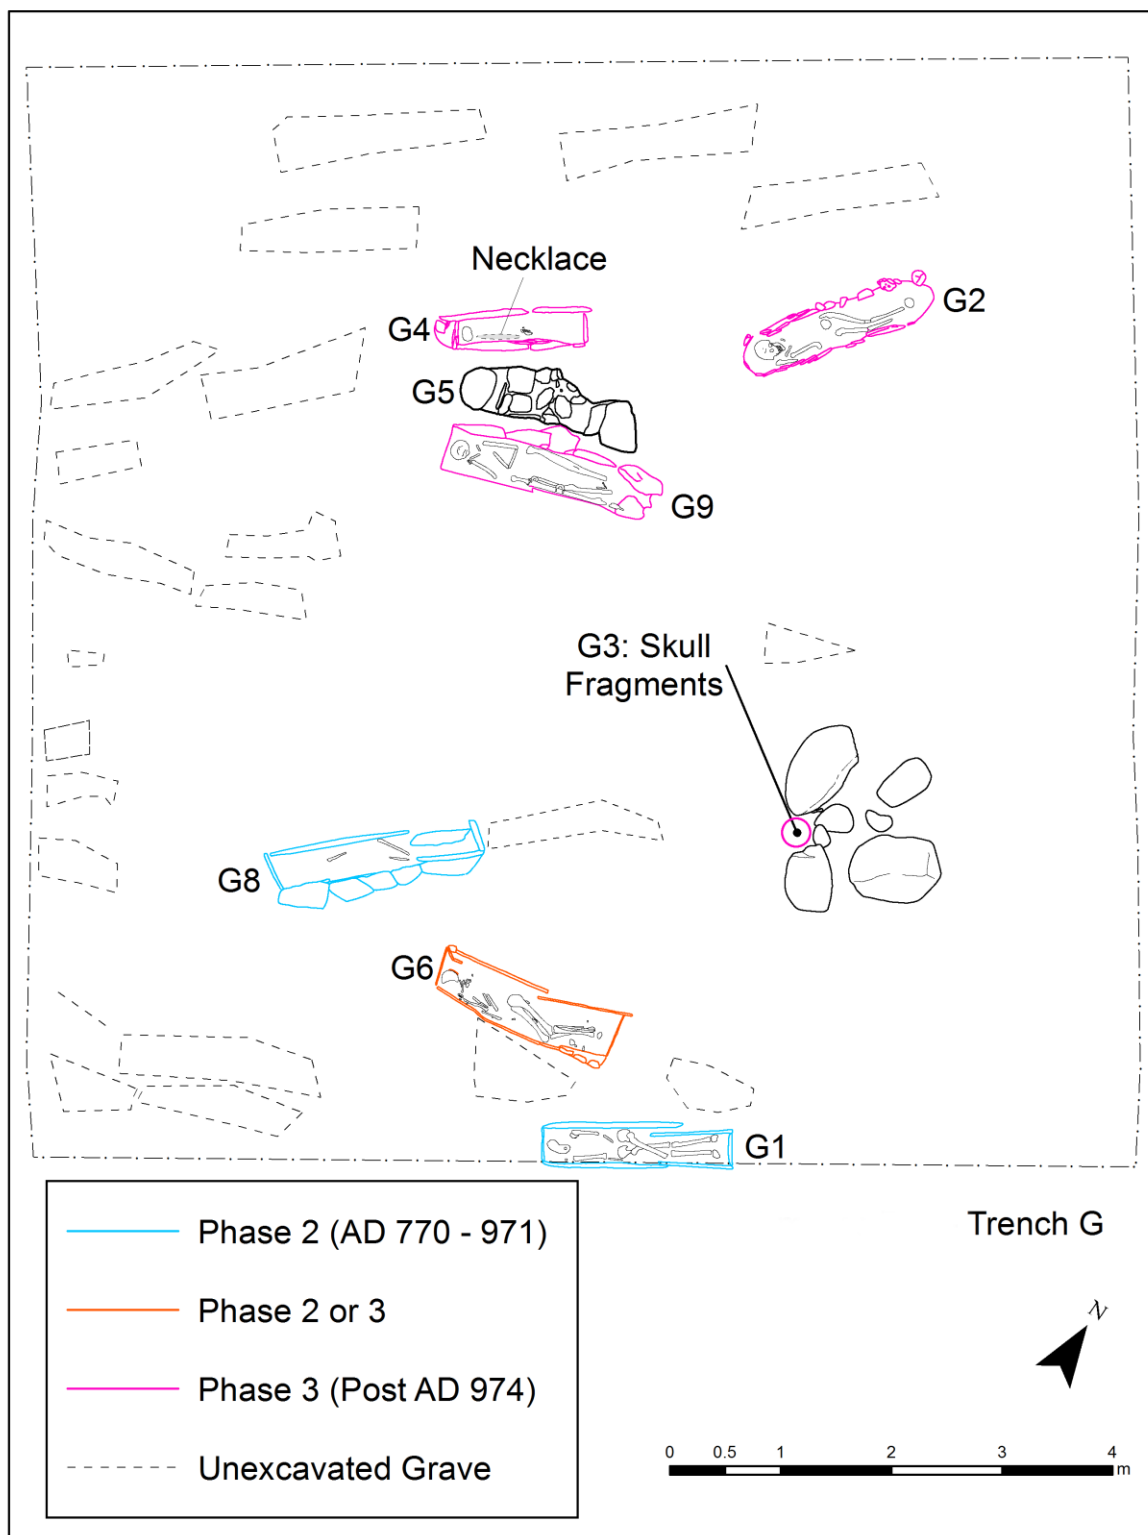 Necklace
G2
G4
G5
G9
G3: Skull
Fragments
G8
G6
G1
Phase 2 (AD 770 - 971)
Phase 2 or 3
Phase 3 (Post AD 974)
Unexcavated Grave
Trench G
N
0 0.5 1 2 3 4
m